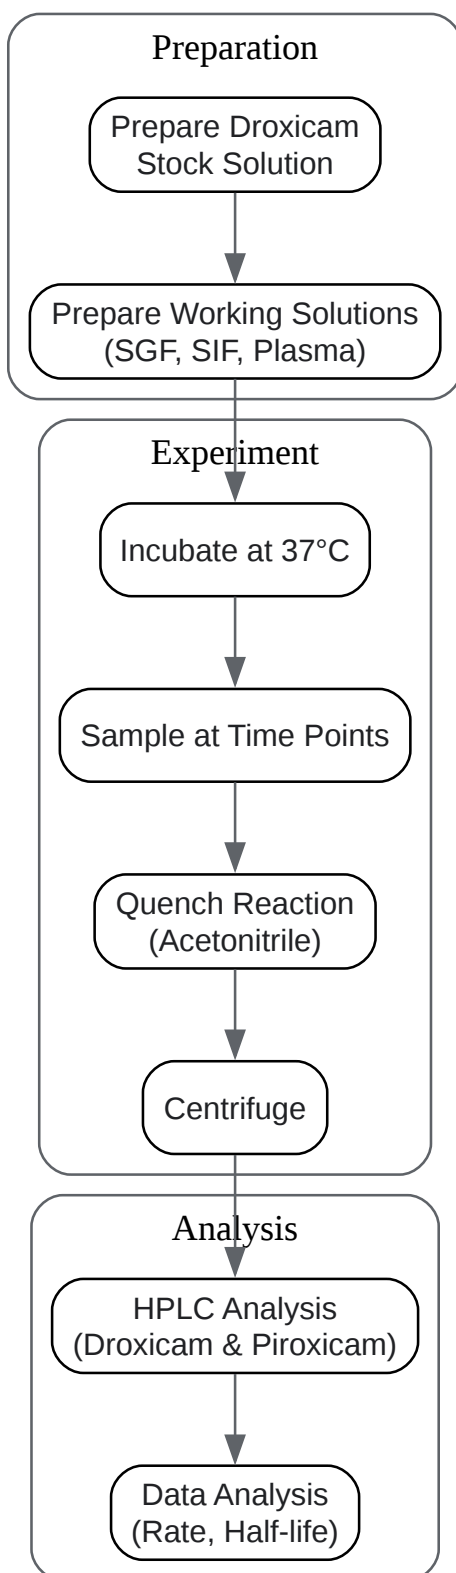 Preparation
Prepare Droxicam
Stock Solution
Prepare Working Solutions
(SGF, SIF, Plasma)
Experiment
Incubate at 37°C
Sample at Time Points
Quench Reaction
(Acetonitrile)
Centrifuge
Analysis
HPLC Analysis
(Droxicam & Piroxicam)
Data Analysis
(Rate, Half-life)